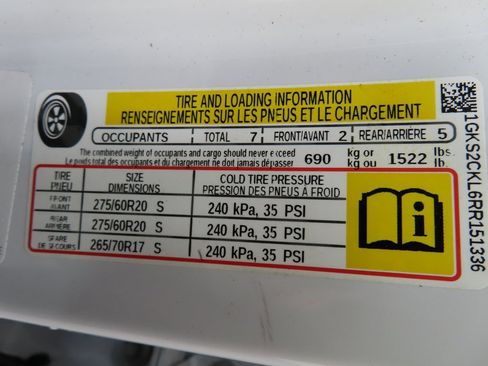 TIRE AND LOADING INFORMATION
RENSEIGNEMENTS SUR LES PNEUS ET LE CHARGEMENT
OCCUPANTS TOTAL 7 FRONT/AVANT 2 REAR/ARRIÈRE 5
The combined weight of occupants and cargo should never exceed 690 kg or 1522 lbs.
Le poids total des occupants et du chargement ne doit jamais dépasser kg ou lb.
TIRE PNEU SIZE DIMENSIONS COLD TIRE PRESSURE PRESSION DES PNEUS A FROID
FRONT AVANT 275/60R20 S 240 kPa, 35 PSI
REAR ARRIÈRE 275/60R20 S 240 kPa, 35 PSI
SPARE DE SECOURS 265/70R17 S 240 kPa, 35 PSI
1GKS2CKL6RR151336